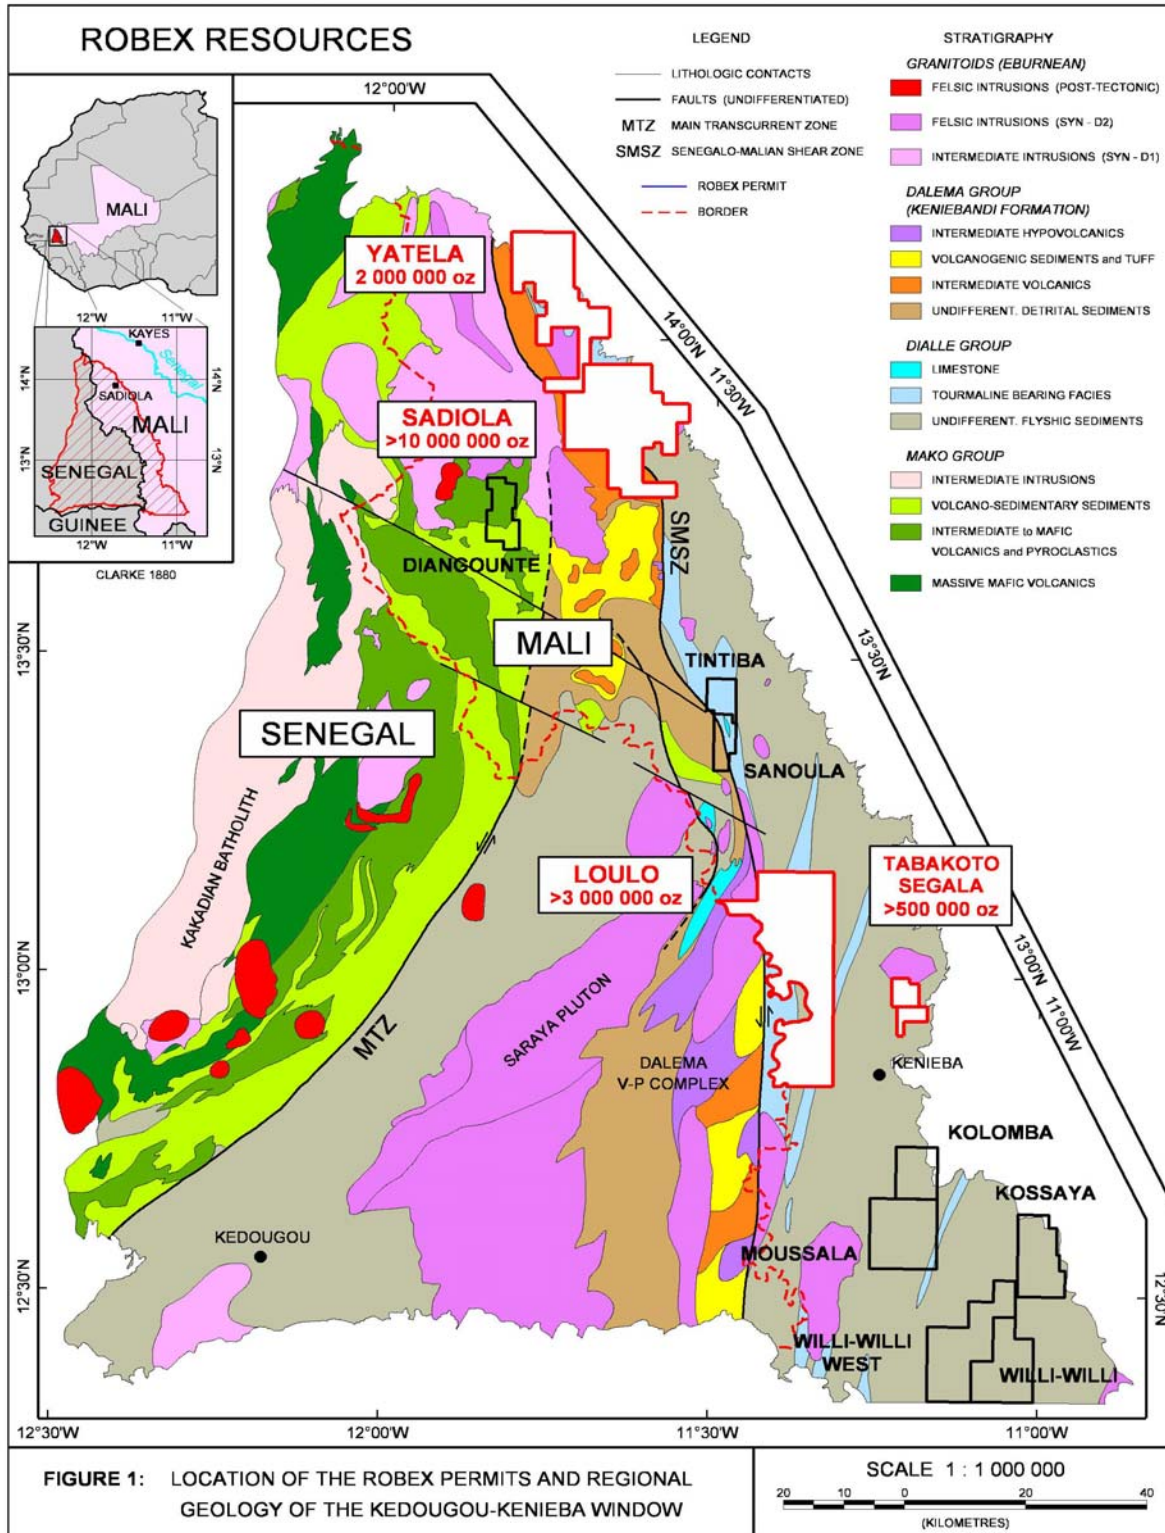 ROBEX RESOURCES
LEGEND
LITHOLOGIC CONTACTS
FAULTS (UNDIFFERENTIATED)
MTZ MAIN TRANSCURRENT ZONE
SMSZ SENEGALO-MALIAN SHEAR ZONE
ROBEX PERMIT
BORDER
STRATIGRAPHY
GRANITOIDS (EBURNEAN)
FELSIC INTRUSIONS (POST-TECTONIC)
FELSIC INTRUSIONS (SYN - D2)
INTERMEDIATE INTRUSIONS (SYN - D1)
DALEMA GROUP
(KENIEBANDI FORMATION)
INTERMEDIATE HYPOVOLCANICS
VOLCANOGENIC SEDIMENTS and TUFF
INTERMEDIATE VOLCANICS
UNDIFFERENT. DETRITAL SEDIMENTS
DIALLE GROUP
LIMESTONE
TOURMALINE BEARING FACIES
UNDIFFERENT. FLYSHIC SEDIMENTS
MAKO GROUP
INTERMEDIATE INTRUSIONS
VOLCANO-SEDIMENTARY SEDIMENTS
INTERMEDIATE to MAFIC
VOLCANICS and PYROCLASTICS
MASSIVE MAFIC VOLCANICS
MALI
12°W 11°W
KAYES
Senegal
14°N
14°N
SADIOLA
MALI
13°N
13°N
SENEGAL
GUINEE
12°W 11°W
CLARKE 1880
12°00'W
14°00'N
11°30'W
YATELA
2 000 000 oz
SADIOLA
>10 000 000 oz
DIANGOUNTE
SMSZ
13°30'N
13°30'N
MALI
TINTIBA
SENEGAL
SANOULA
KAKADIAN BATHOLITH
LOULO
>3 000 000 oz
TABAKOTO
SEGALA
>500 000 oz
13°00'N
13°00'N
11°00'W
MTZ
SARAYA PLUTON
DALEMA
V-P COMPLEX
KENIEBA
KOLOMBA
KOSSAYA
KEDOUGOU
MOUSSALA
12°30'N
12°30'N
WILLI-WILLI
WEST
WILLI-WILLI
12°30'W 12°00'W 11°30'W 11°00'W
FIGURE 1: LOCATION OF THE ROBEX PERMITS AND REGIONAL
GEOLOGY OF THE KEDOUGOU-KENIEBA WINDOW
SCALE 1 : 1 000 000
20 10 0 20 40
(KILOMETRES)